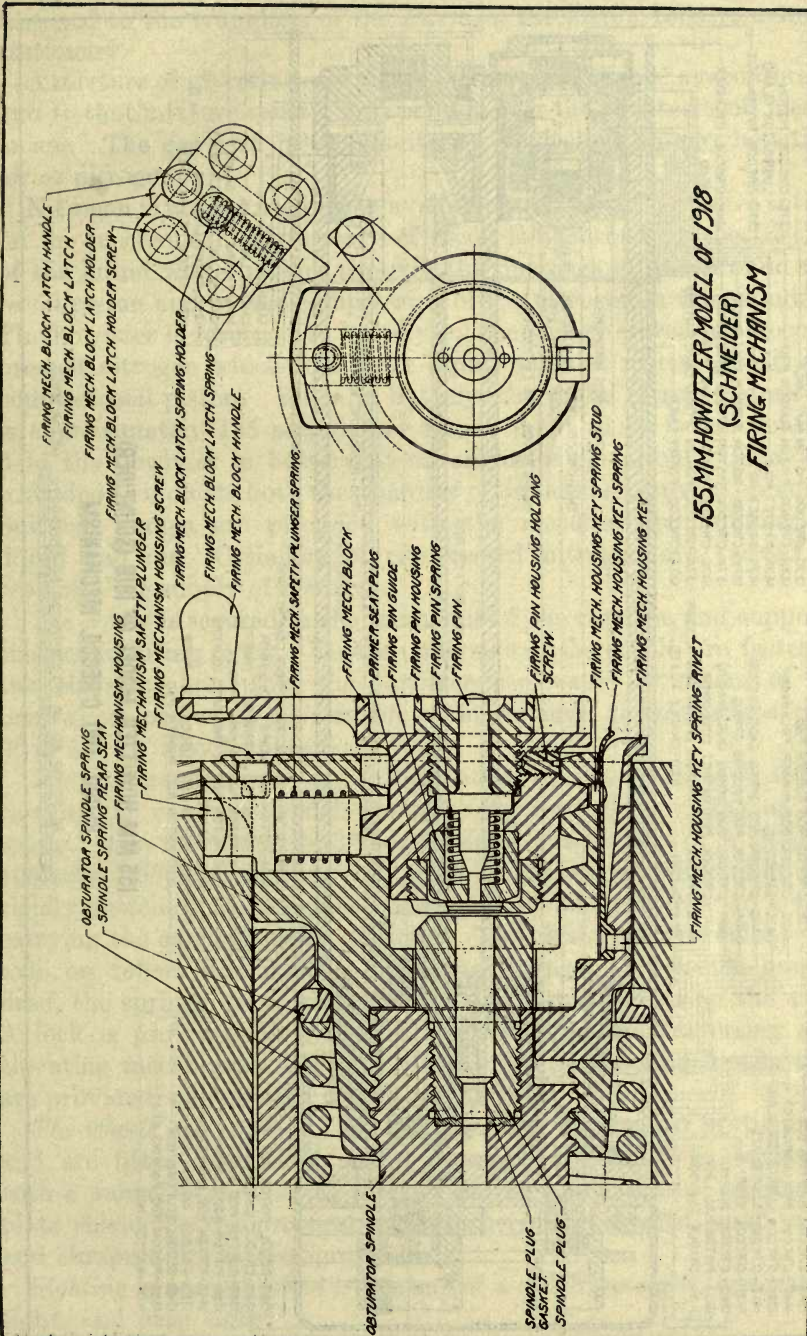 FIRING MECH. BLOCK LATCH HANDLE
FIRING MECH BLOCK LATCH
FIRING MECH. BLOCK LATCH HOLDER
FIRING MECH. BLOCK LATCH HOLDER SCREW
FIRING MECH. BLOCK LATCH SPRING HOLDER
FIRING MECH. BLOCK LATCH SPRING
FIRING MECH. BLOCK HANDLE
OBTURATOR SPINDLE SPRING
SPINDLE SPRING REAR SEAT
FIRING MECHANISM HOUSING
FIRING MECHANISM SAFETY PLUNGER
FIRING MECHANISM HOUSING SCREW
FIRING MECH. SAFETY PLUNGER SPRING
FIRING MECH. BLOCK
PRIMER SEAT PLUG
FIRING PIN GUIDE
FIRING PIN HOUSING
FIRING PIN SPRING
FIRING PIN
FIRING PIN HOUSING HOLDING
SCREW
FIRING MECH. HOUSING KEY SPRING STUD
FIRING MECH. HOUSING KEY SPRING
FIRING MECH. HOUSING KEY
FIRING MECH. HOUSING KEY SPRING RIVET
OBTURATOR SPINDLE
SPINDLE PLUG
GASKET
SPINDLE PLUG
155 MM HOWITZER MODEL OF 1918
(SCHNEIDER)
FIRING MECHANISM